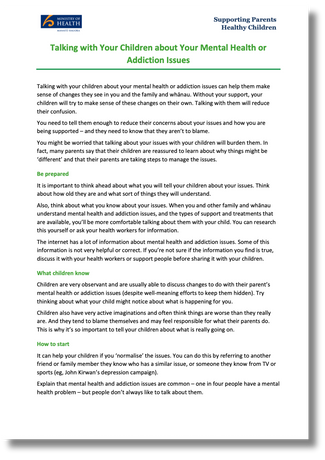 MINISTRY OF
HEALTH
MANATŪ HAUORA
Supporting Parents
Healthy Children
Talking with Your Children about Your Mental Health or
Addiction Issues
Talking with your children about your mental health or addiction issues can help them make
sense of changes they see in you and the family and whānau. Without your support, your
children will try to make sense of these changes on their own. Talking with them will reduce
their confusion.
You need to tell them enough to reduce their concerns about your issues and how you are
being supported – and they need to know that they aren't to blame.
You might be worried that talking about your issues with your children will burden them. In
fact, many parents say that their children are reassured to learn about why things might be
'different' and that their parents are taking steps to manage the issues.
Be prepared
It is important to think ahead about what you will tell your children about your issues. Think
about how old they are and what sort of things they will understand.
Also, think about what you know about your issues. When you and other family and whānau
understand mental health and addiction issues, and the types of support and treatments that
are available, you'll be more comfortable talking about them with your child. You can research
this yourself or ask your health workers for information.
The internet has a lot of information about mental health and addiction issues. Some of this
information is not very helpful or correct. If you're not sure if the information you find is true,
discuss it with your health workers or support people before sharing it with your children.
What children know
Children are very observant and are usually able to discuss changes to do with their parent's
mental health or addiction issues (despite well-meaning efforts to keep them hidden). Try
thinking about what your child might notice about what is happening for you.
Children also have very active imaginations and often think things are worse than they really
are. And they tend to blame themselves and may feel responsible for what their parents do.
This is why it's so important to tell your children about what is really going on.
How to start
It can help your children if you 'normalise' the issues. You can do this by referring to another
friend or family member they know who has a similar issue, or someone they know from TV or
sports (eg, John Kirwan's depression campaign).
Explain that mental health and addiction issues are common – one in four people have a mental
health problem – but people don't always like to talk about them.